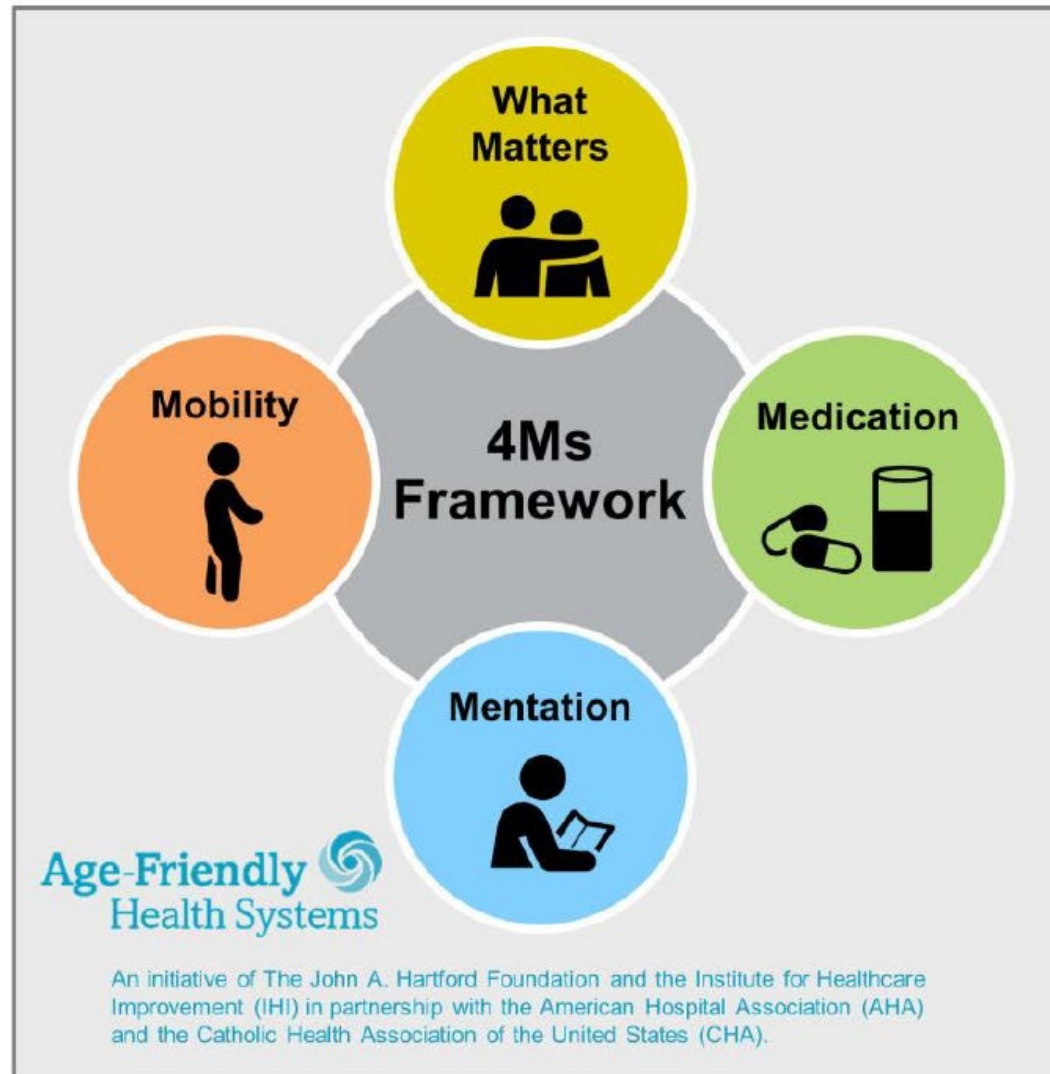 What
Matters
Mobility
4Ms
Framework
Medication
Mentation
Age-Friendly
Health Systems
An initiative of The John A. Hartford Foundation and the Institute for Healthcare
Improvement (IHI) in partnership with the American Hospital Association (AHA)
and the Catholic Health Association of the United States (CHA).